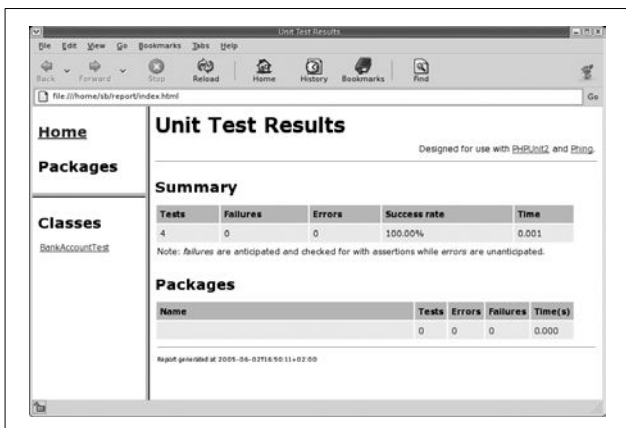 Unit Test Results
File Edit View Go Bookmarks Tabs Help
Back Forward Stop Reload Home History Bookmarks Find
file:///home/sb/report/index.html Go
Home
Packages
Classes
BankAccountTest
Unit Test Results
Designed for use with PHPUnit2 and Phing.
Summary
Tests Failures Errors Success rate Time
4 0 0 100.00% 0.001
Note: failures are anticipated and checked for with assertions while errors are unanticipated.
Packages
Name Tests Errors Failures Time(s)
0 0 0 0.000
Report generated at 2005-06-02T16:50:11+02:00